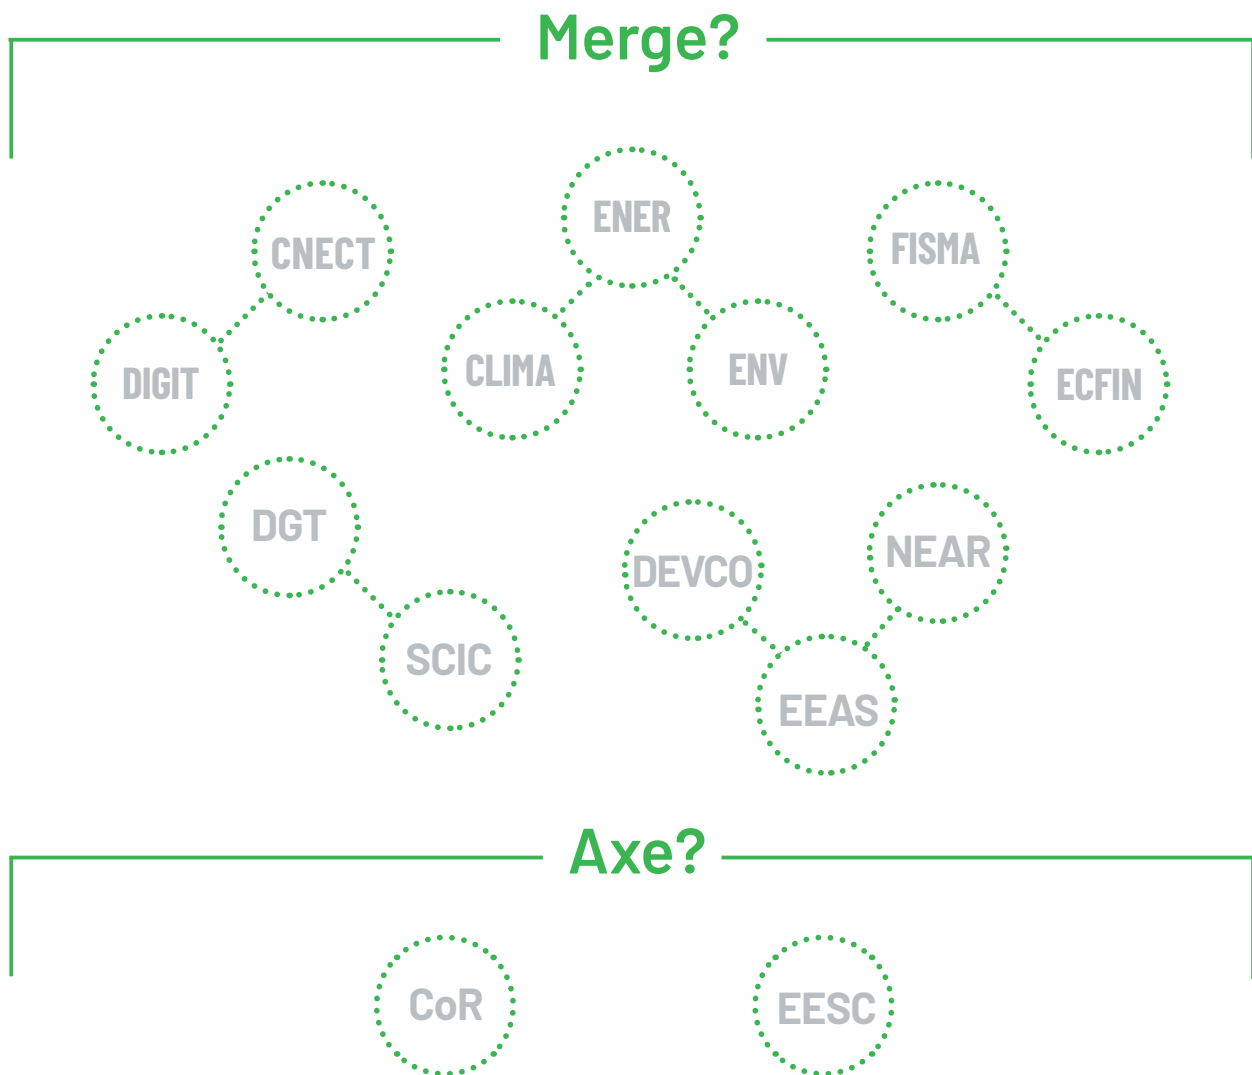 Merge?
ENER
CNECT
FISMA
CLIMA
ENV
DIGIT
ECFIN
DGT
NEAR
DEVCO
SCIC
EEAS
Axe?
CoR
EESC